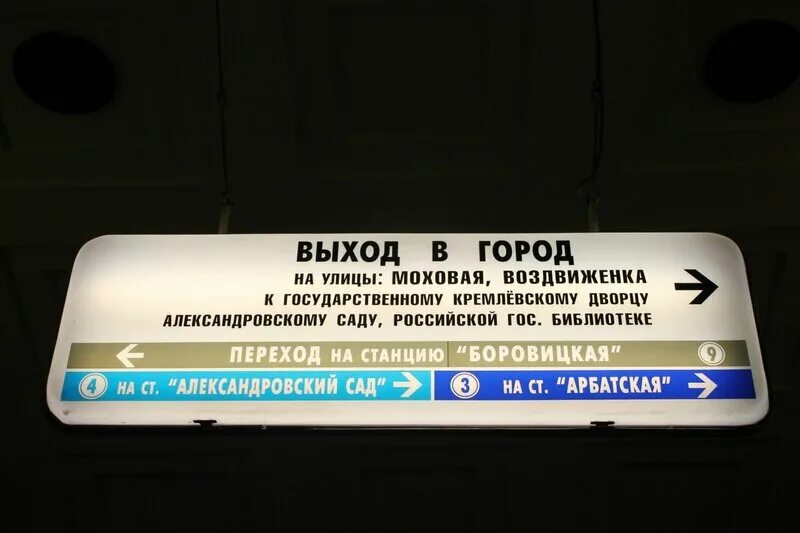 ВЫХОД В ГОРОД
НА УЛИЦЫ: МОХОВАЯ, ВОЗДВИЖЕНКА
К ГОСУДАРСТВЕННОМУ КРЕМЛЁВСКОМУ ДВОРЦУ
АЛЕКСАНДРОВСКОМУ САДУ, РОССИЙСКОЙ ГОС. БИБЛИОТЕКЕ
ПЕРЕХОД НА СТАНЦИЮ "БОРОВИЦКАЯ" 9
4 НА СТ. "АЛЕКСАНДРОВСКИЙ САД" 3 НА СТ. "АРБАТСКАЯ"